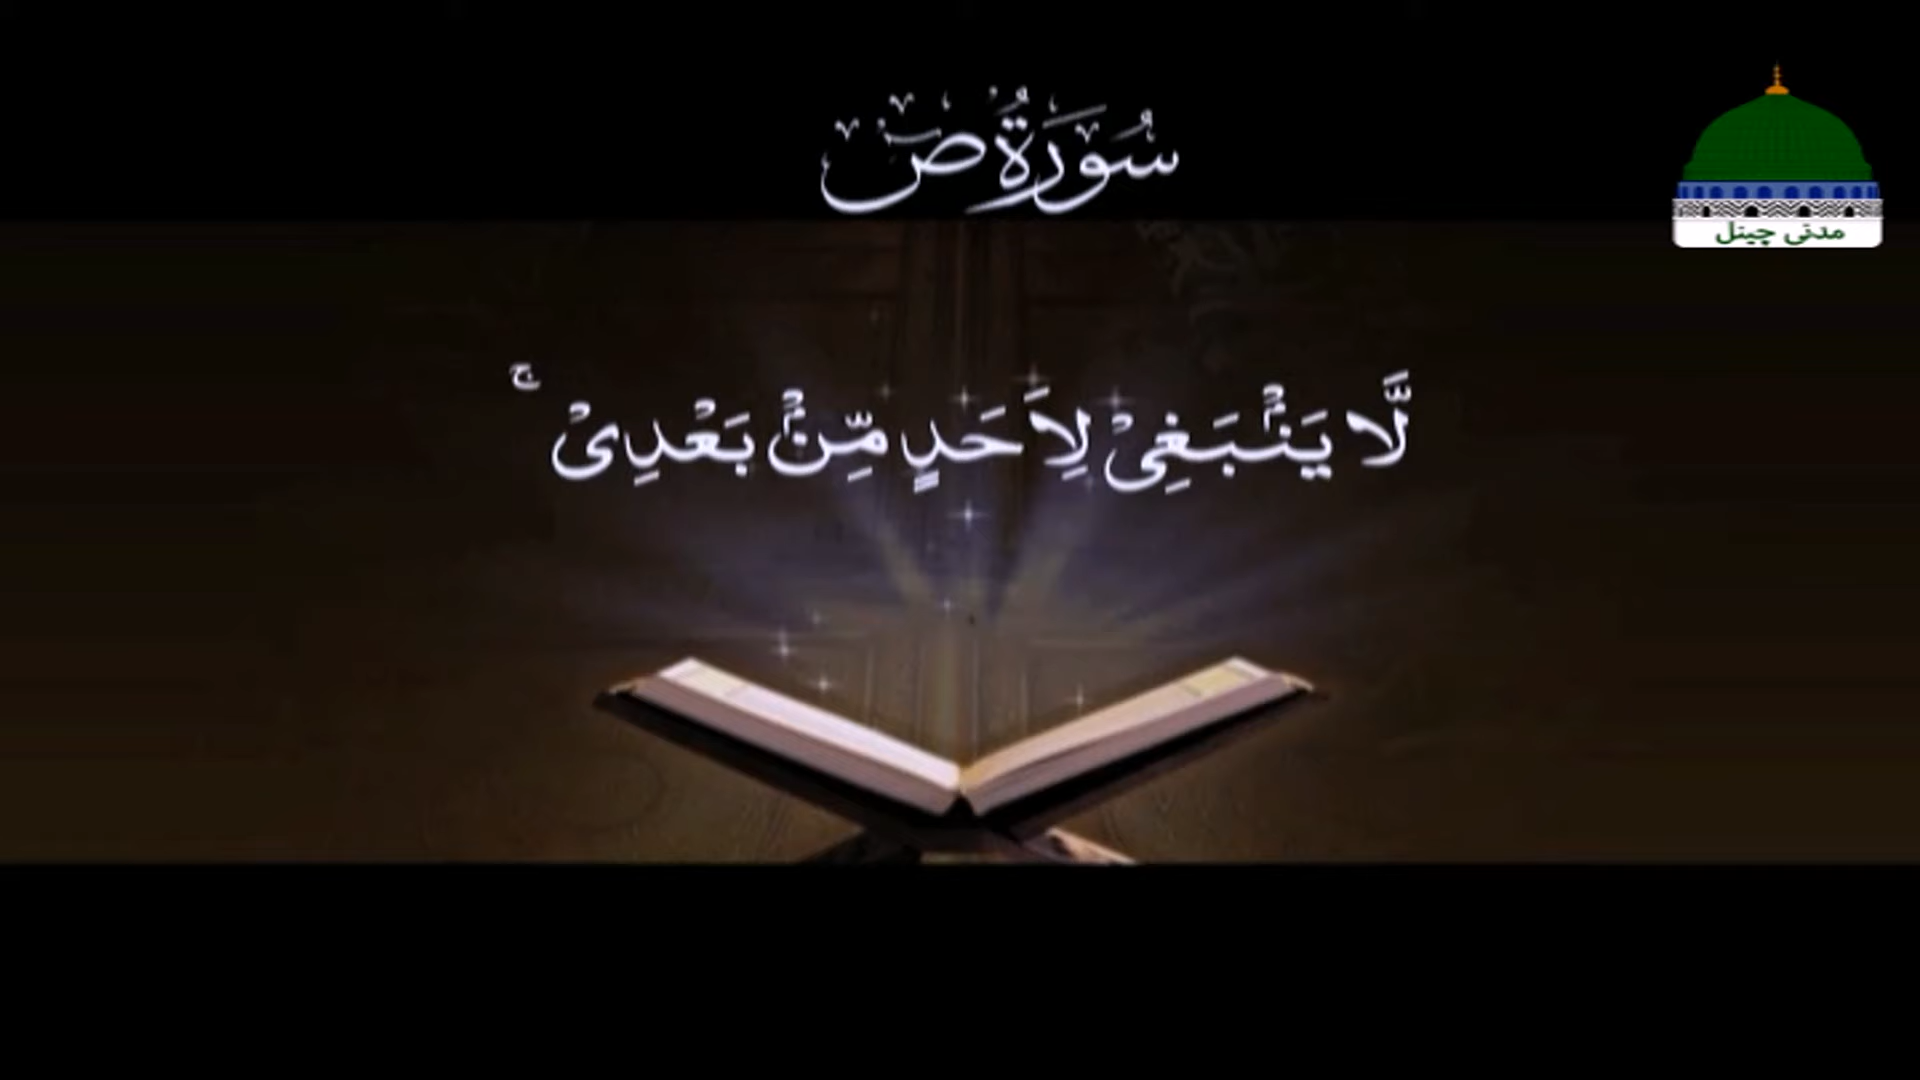 سُوْرَةُ صٓ
مدنی چینل
لَّا یَنْۢبَغِیْ لِاَحَدٍ مِّنْۢ بَعْدِیْ ۚ